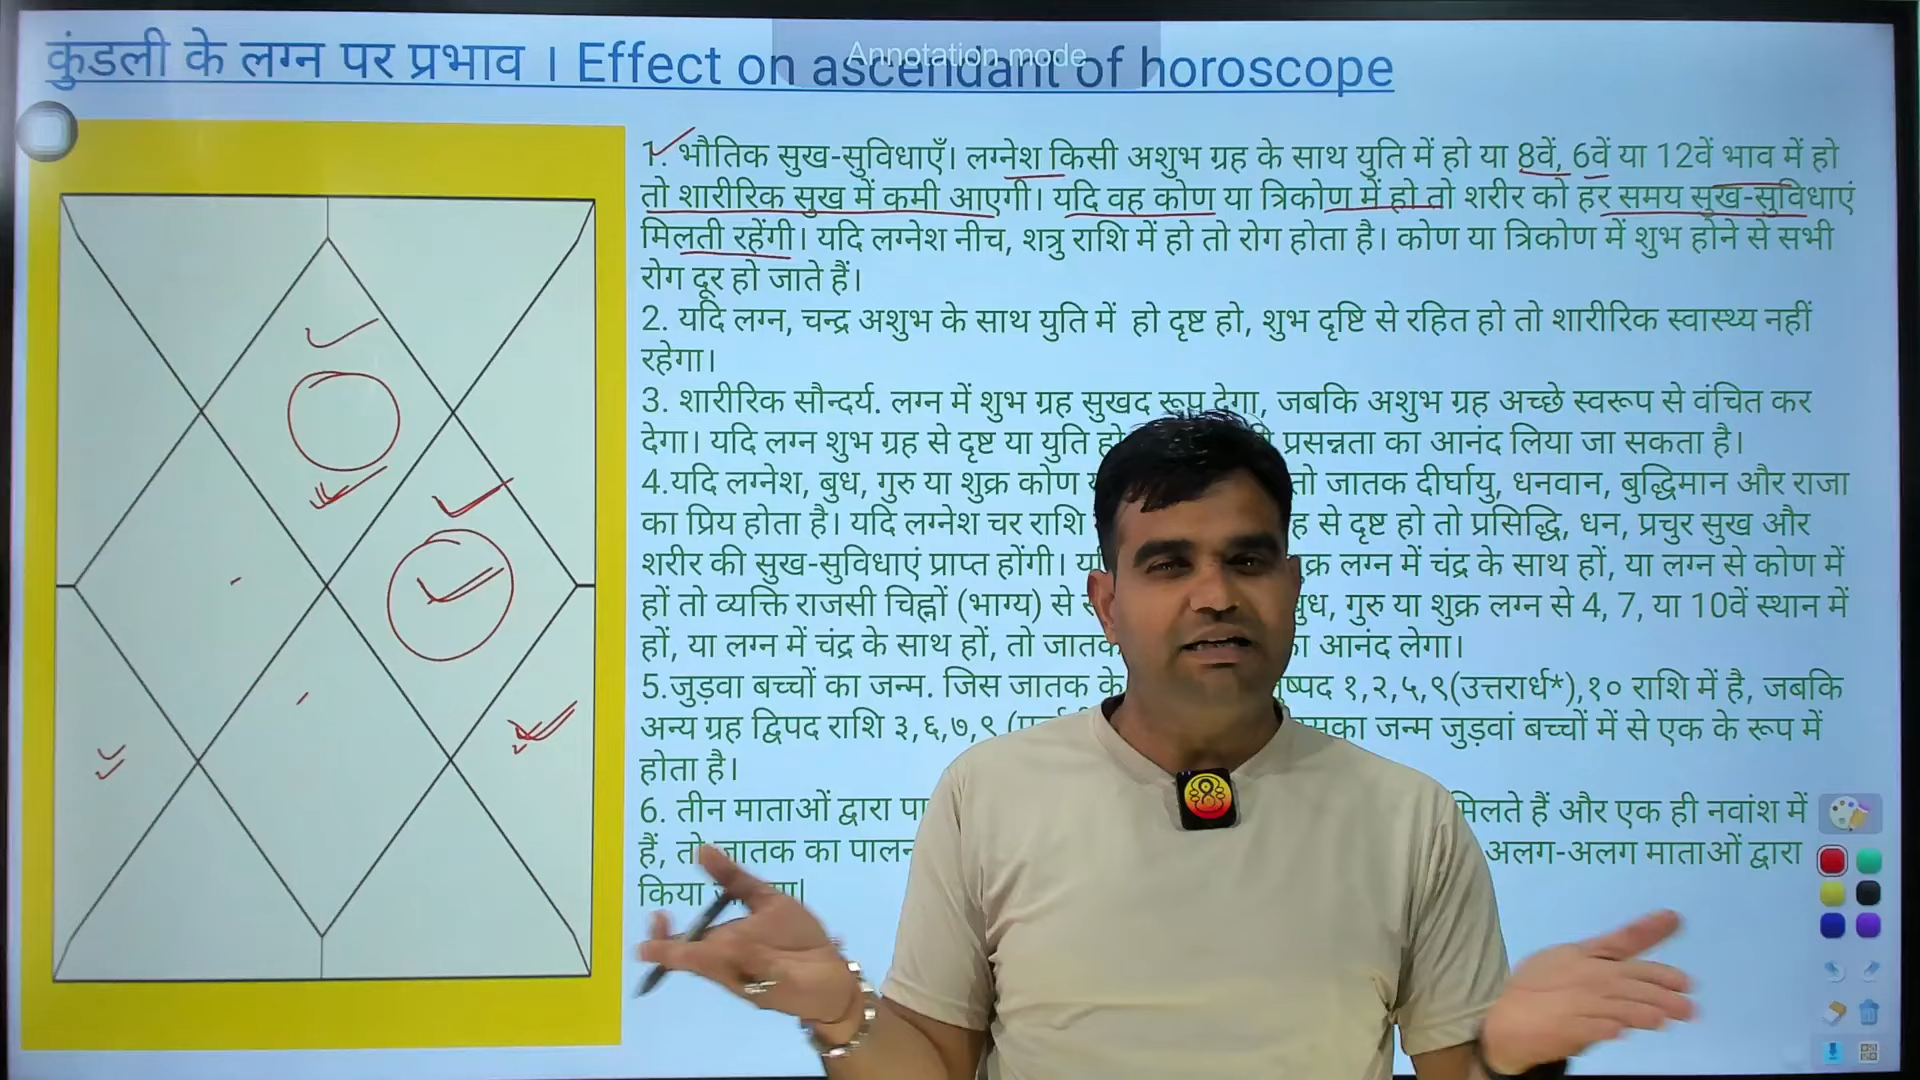 कुंडली के लग्न पर प्रभाव । Effect on ascendant of horoscope
Annotation mode
1. भौतिक सुख-सुविधाएँ। लग्नेश किसी अशुभ ग्रह के साथ युति में हो या 8वें, 6वें या 12वें भाव में हो
तो शारीरिक सुख में कमी आएगी। यदि वह कोण या त्रिकोण में हो तो शरीर को हर समय सुख-सुविधाएं
मिलती रहेंगी। यदि लग्नेश नीच, शत्रु राशि में हो तो रोग होता है। कोण या त्रिकोण में शुभ होने से सभी
रोग दूर हो जाते हैं।
2. यदि लग्न, चन्द्र अशुभ के साथ युति में हो दृष्ट हो, शुभ दृष्टि से रहित हो तो शारीरिक स्वास्थ्य नहीं
रहेगा।
3. शारीरिक सौन्दर्य. लग्न में शुभ ग्रह सुखद रूप देगा, जबकि अशुभ ग्रह अच्छे स्वरूप से वंचित कर
देगा। यदि लग्न शुभ ग्रह से दृष्ट या युति प्रसन्नता का आनंद लिया जा सकता है।
4.यदि लग्नेश, बुध, गुरु या शुक्र कोण तो जातक दीर्घायु, धनवान, बुद्धिमान और राजा
का प्रिय होता है। यदि लग्नेश चर राशि से दृष्ट हो तो प्रसिद्धि, धन, प्रचुर सुख और
शरीर की सुख-सुविधाएं प्राप्त होंगी। लग्न में चंद्र के साथ हों, या लग्न से कोण में
हों तो व्यक्ति राजसी चिह्नों (भाग्य) से गुरु या शुक्र लग्न से 4, 7, या 10वें स्थान में
हों, या लग्न में चंद्र के साथ हों, तो जातक आनंद लेगा।
5.जुड़वा बच्चों का जन्म. जिस जातक के १,२,५,९(उत्तरार्ध*),१० राशि में है, जबकि
अन्य ग्रह द्विपद राशि ३,६,७,९ जन्म जुड़वां बच्चों में से एक के रूप में
होता है।
6. तीन माताओं द्वारा मिलते हैं और एक ही नवांश में
हैं, तो जातक का अलग-अलग माताओं द्वारा
किया